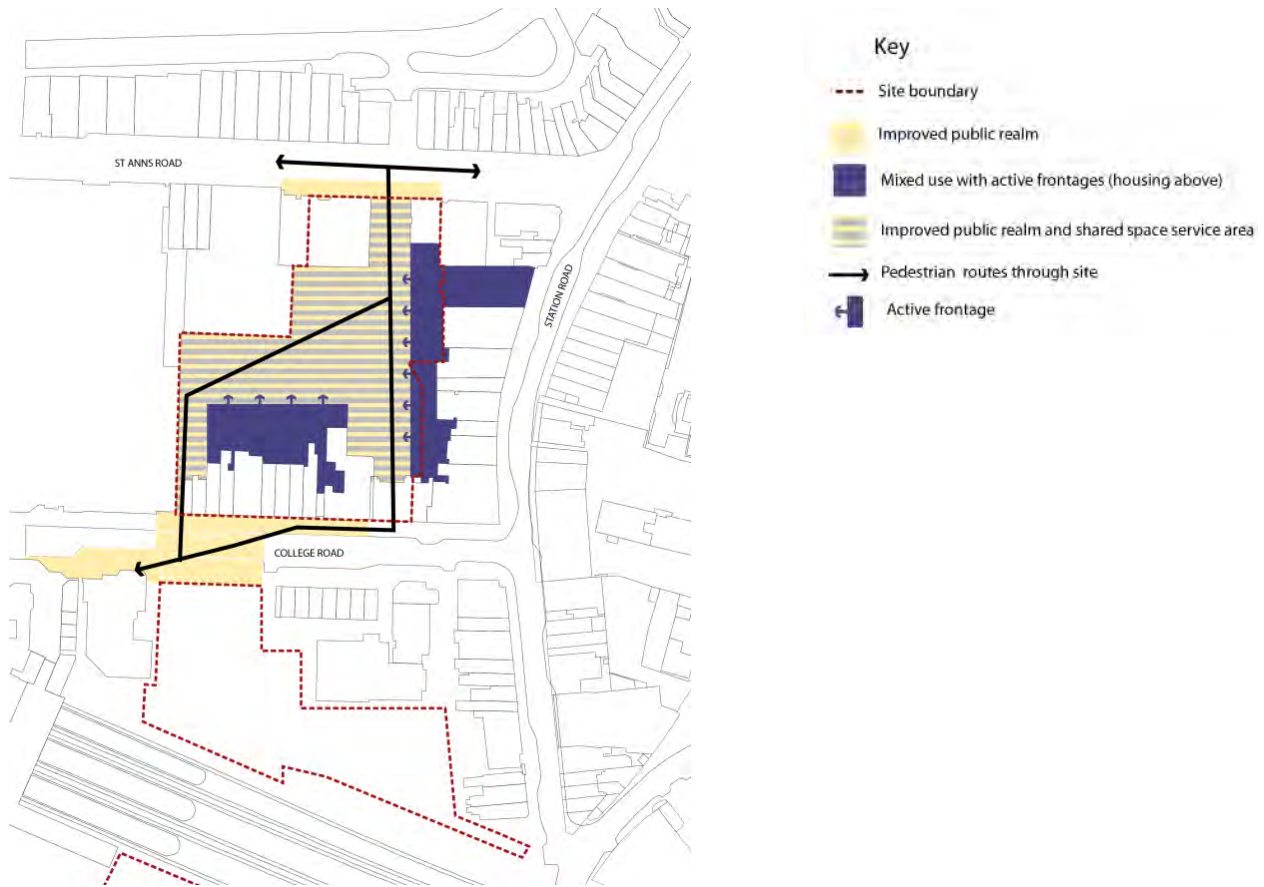 Key
Site boundary
Improved public realm
Mixed use with active frontages (housing above)
Improved public realm and shared space service area
Pedestrian routes through site
Active frontage
ST ANNS ROAD
STATION ROAD
COLLEGE ROAD